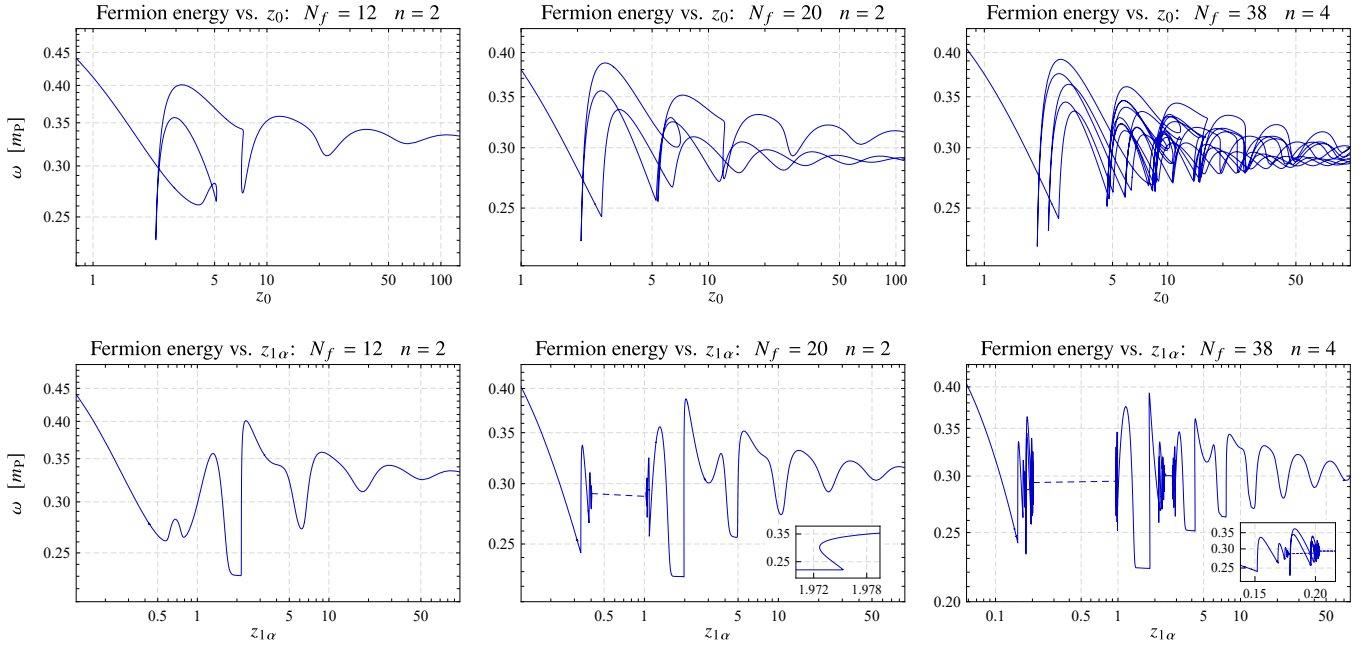 Fermion energy vs. z0: Nf = 12 n = 2
ω [mP]
0.45
0.40
0.35
0.30
0.25
1 5 10 50 100
z0
Fermion energy vs. z0: Nf = 20 n = 2
0.40
0.35
0.30
0.25
1 5 10 50 100
z0
Fermion energy vs. z0: Nf = 38 n = 4
0.40
0.35
0.30
0.25
1 5 10 50
z0
Fermion energy vs. z1α: Nf = 12 n = 2
ω [mP]
0.45
0.40
0.35
0.30
0.25
0.5 1 5 10 50
z1α
Fermion energy vs. z1α: Nf = 20 n = 2
0.40
0.35
0.30
0.25
0.5 1 5 10 50
z1α
0.35
0.25
1.972 1.978
Fermion energy vs. z1α: Nf = 38 n = 4
0.40
0.35
0.30
0.25
0.20
0.1 0.5 1 5 10 50
z1α
0.35
0.30
0.25
0.15 0.20